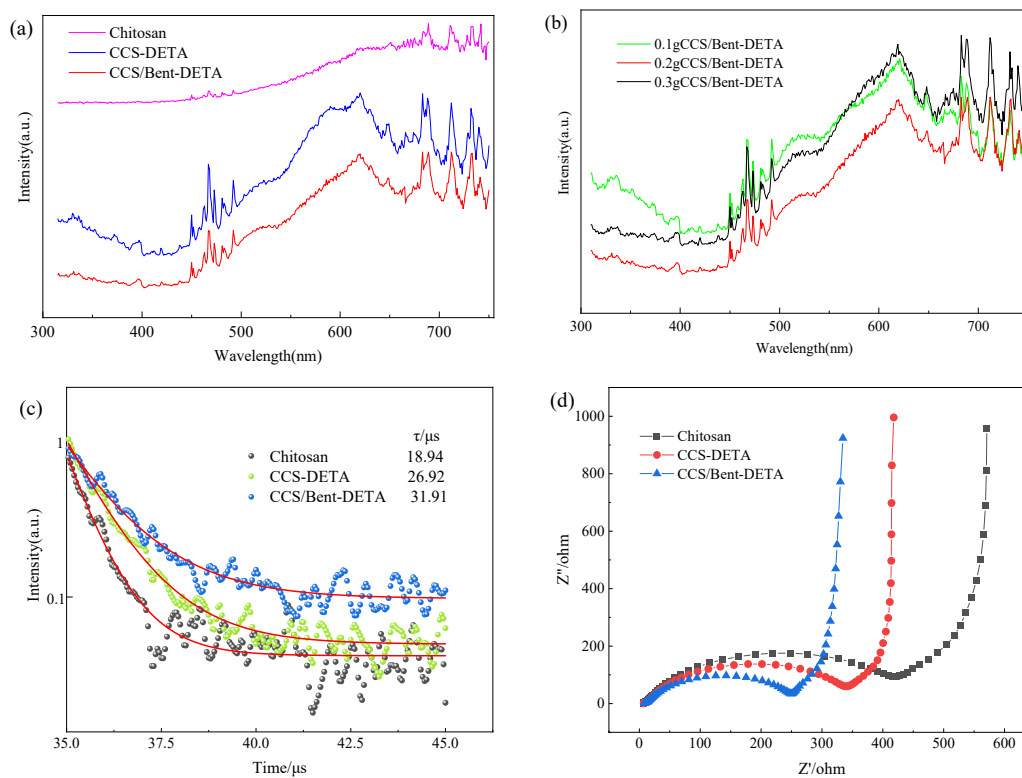 (a)
Chitosan
CCS-DETA
CCS/Bent-DETA
Intensity(a.u.)
300 400 500 600 700
Wavelength(nm)
(b)
0.1gCCS/Bent-DETA
0.2gCCS/Bent-DETA
0.3gCCS/Bent-DETA
Intensity(a.u.)
300 400 500 600 700
Wavelength(nm)
(c)
τ/μs
Chitosan 18.94
CCS-DETA 26.92
CCS/Bent-DETA 31.91
Intensity(a.u.)
1
0.1
35.0 37.5 40.0 42.5 45.0
Time/μs
(d)
Chitosan
CCS-DETA
CCS/Bent-DETA
Z''/ohm
1000
800
600
400
200
0
0 100 200 300 400 500 600
Z'/ohm